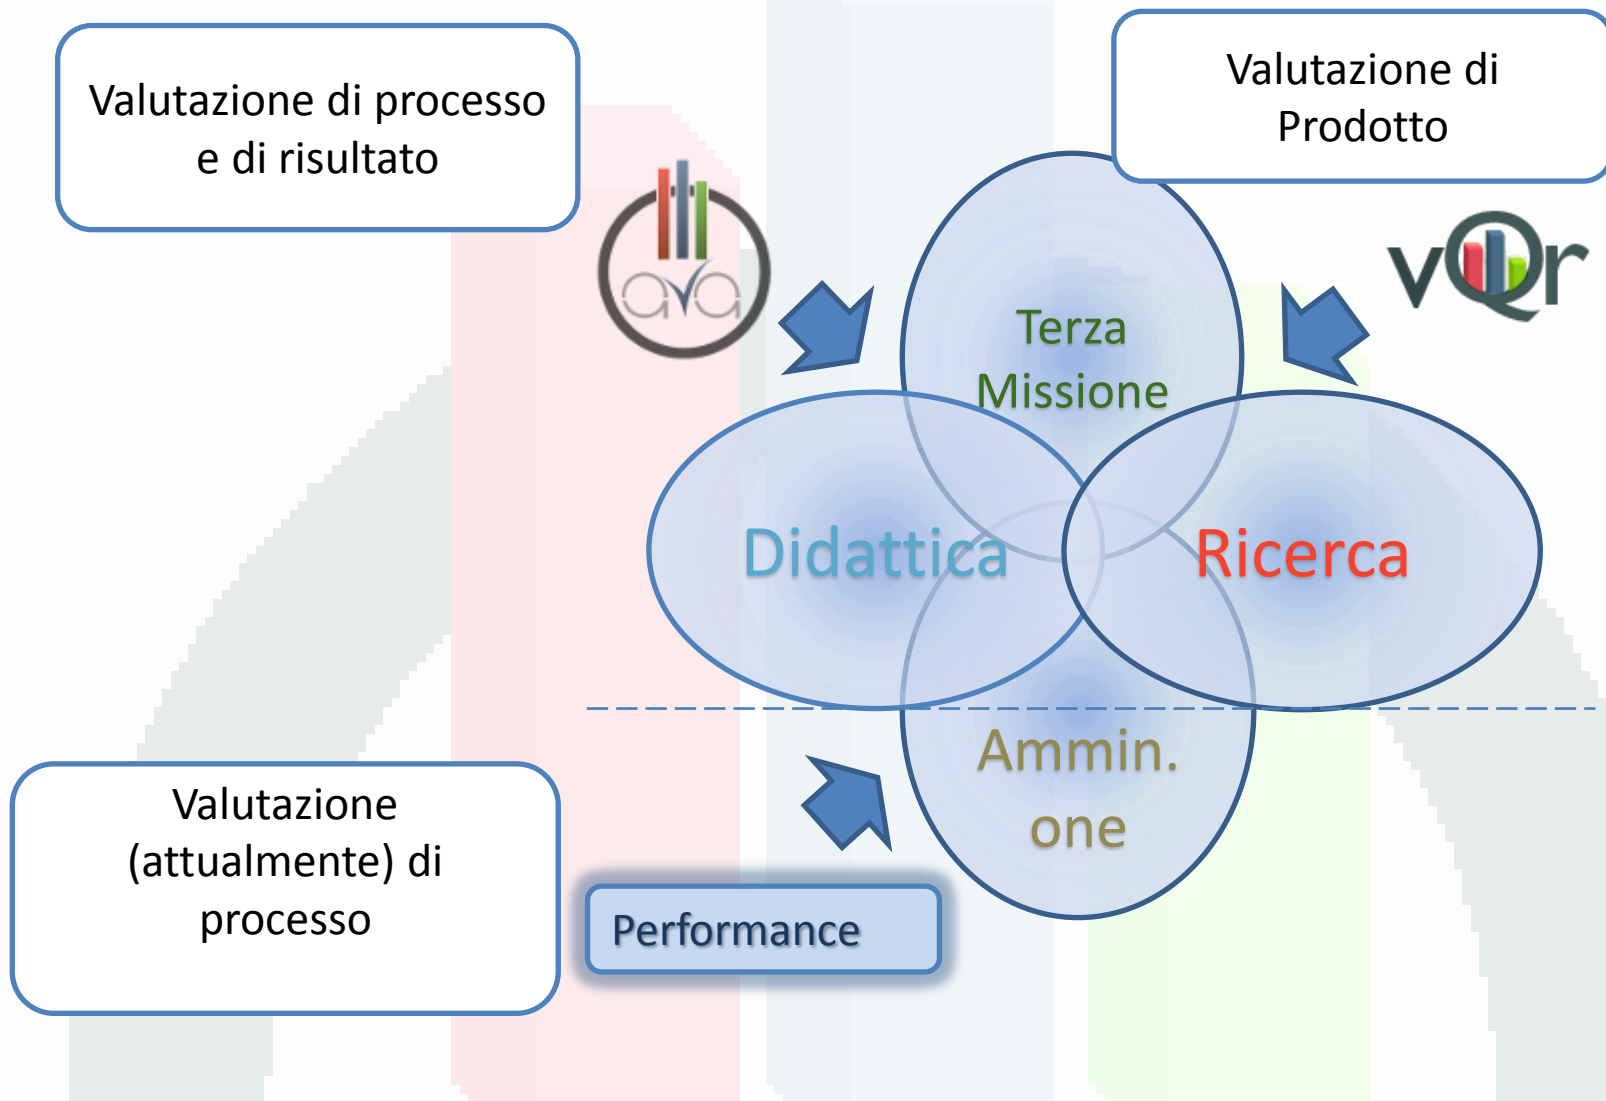 Valutazione di processo
e di risultato
Valutazione di
Prodotto
ava
vQr
Terza
Missione
Didattica
Ricerca
Ammin.
one
Valutazione
(attualmente) di
processo
Performance